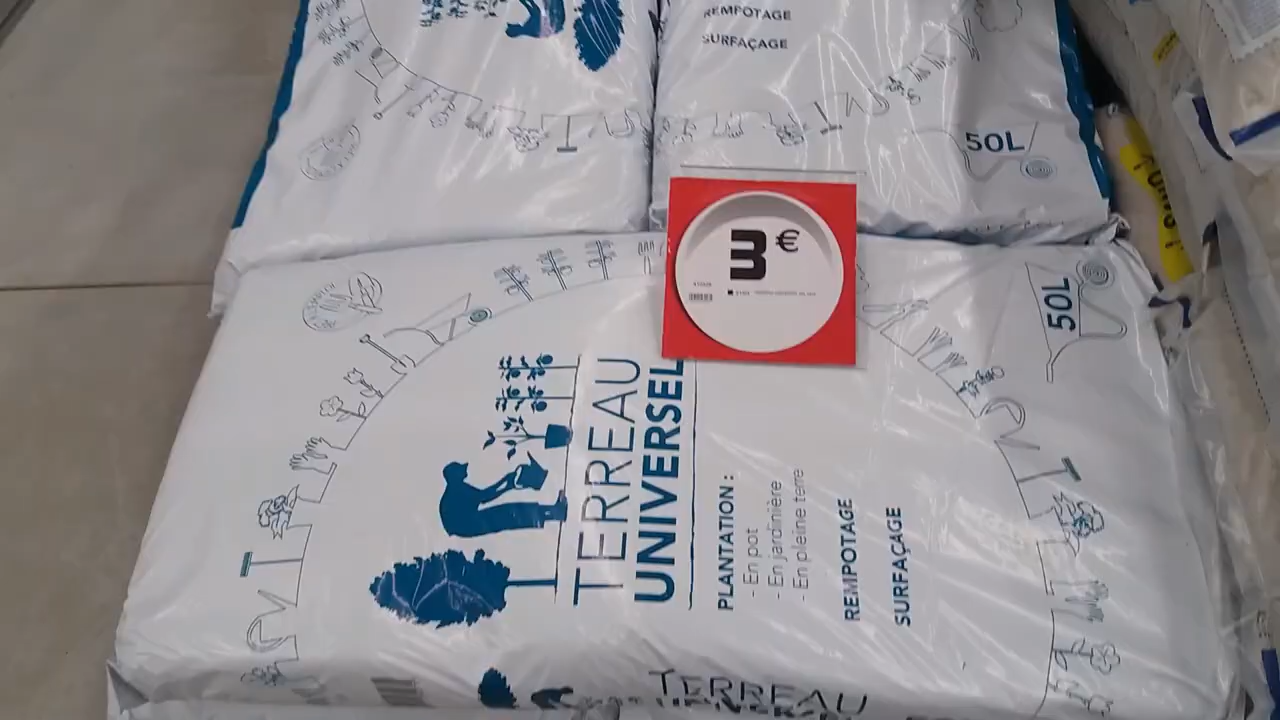 REMPOTAGE
SURFAÇAGE
50L
3€
50L
TERREAU
UNIVERSEL
PLANTATION :
- En pot
- En jardinière
- En pleine terre
REMPOTAGE
SURFAÇAGE
TERREAU